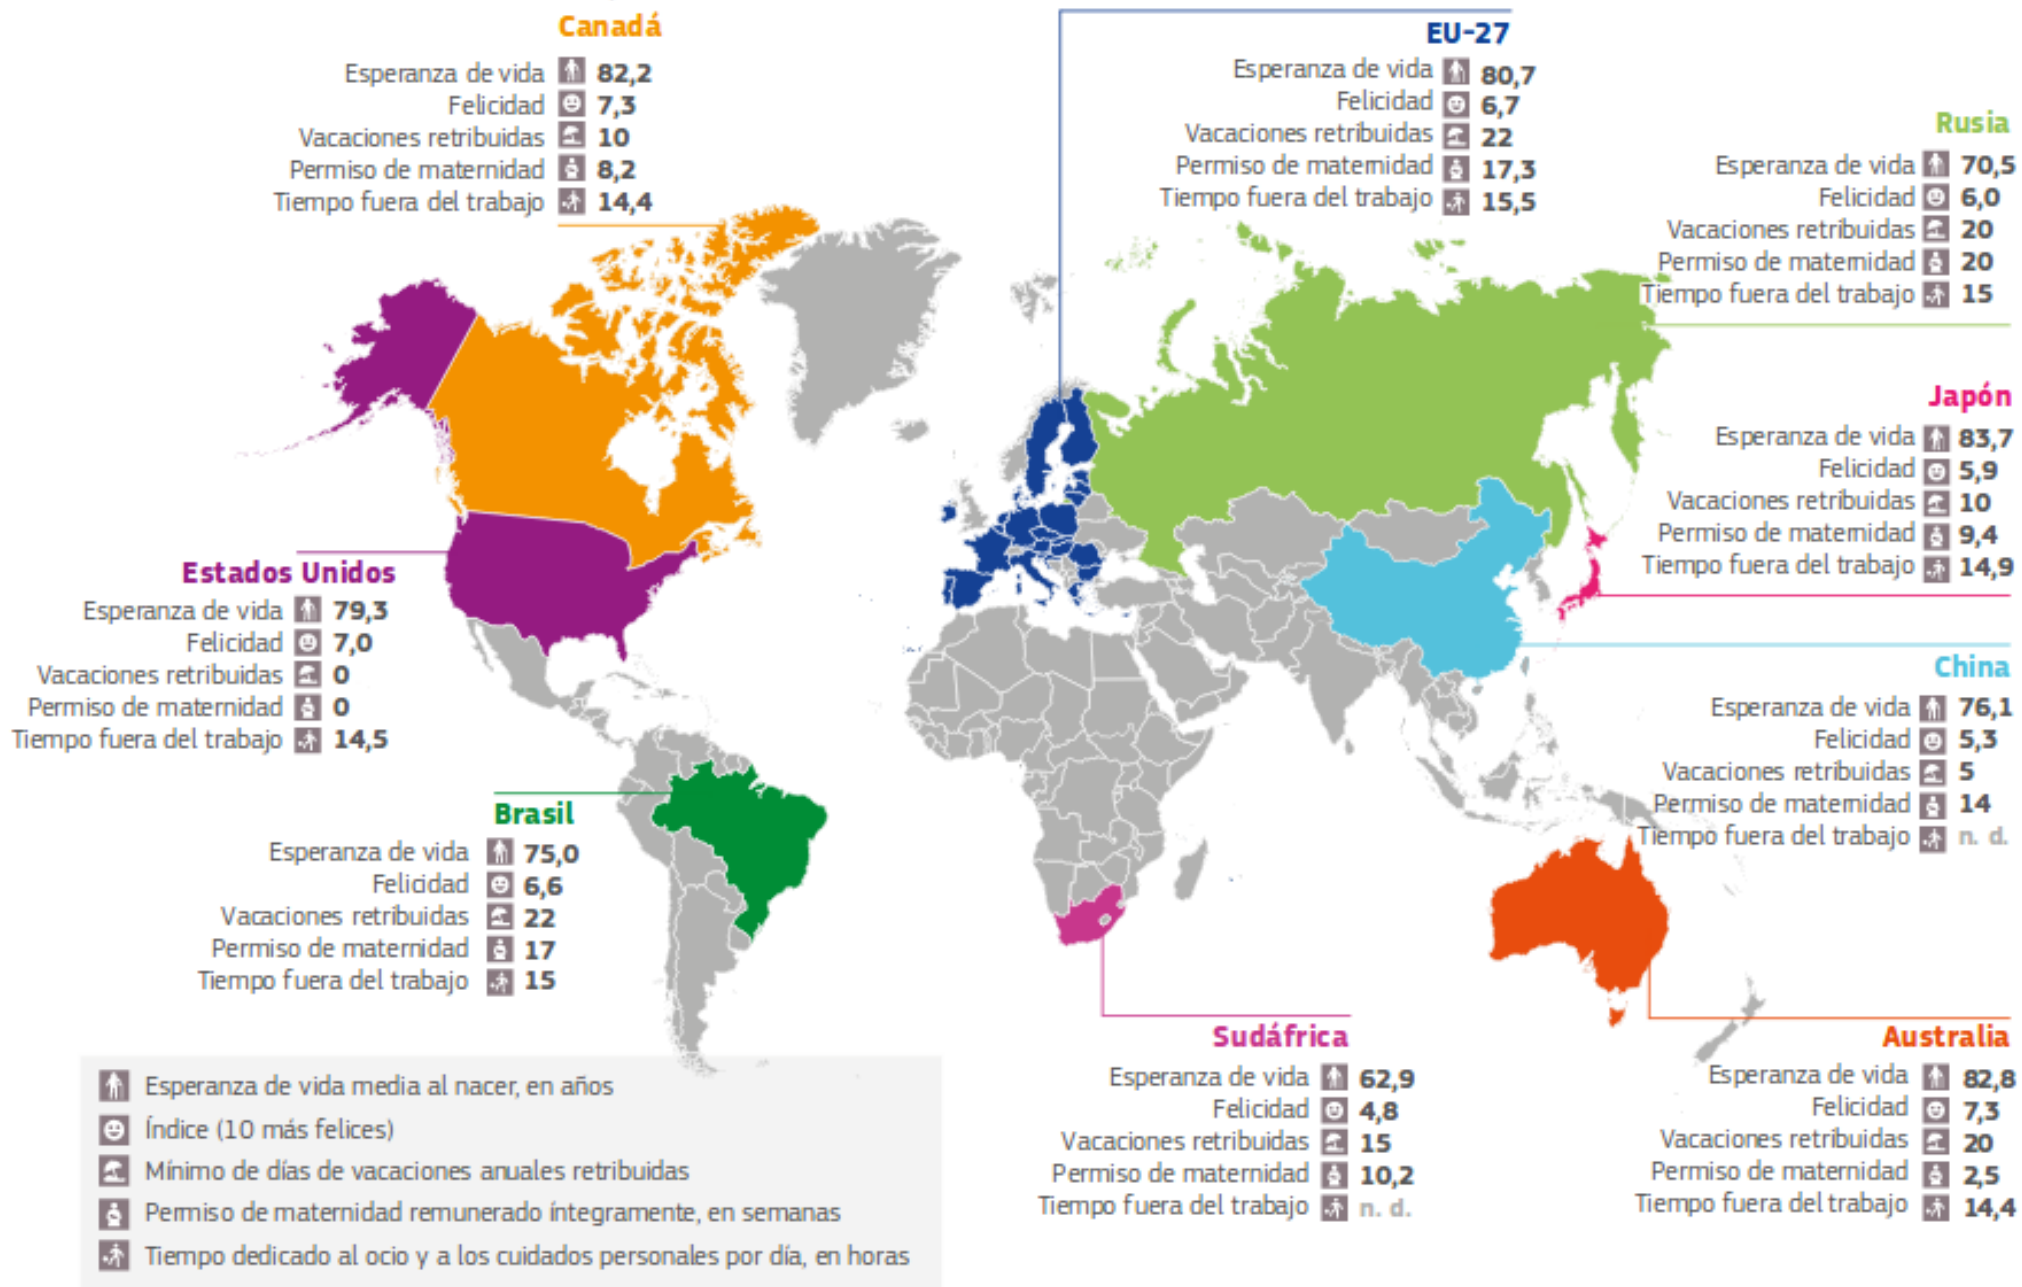 Canadá
Esperanza de vida 82,2
Felicidad 7,3
Vacaciones retribuidas 10
Permiso de maternidad 8,2
Tiempo fuera del trabajo 14,4
EU-27
Esperanza de vida 80,7
Felicidad 6,7
Vacaciones retribuidas 22
Permiso de maternidad 17,3
Tiempo fuera del trabajo 15,5
Rusia
Esperanza de vida 70,5
Felicidad 6,0
Vacaciones retribuidas 20
Permiso de maternidad 20
Tiempo fuera del trabajo 15
Japón
Esperanza de vida 83,7
Felicidad 5,9
Vacaciones retribuidas 10
Permiso de maternidad 9,4
Tiempo fuera del trabajo 14,9
Estados Unidos
Esperanza de vida 79,3
Felicidad 7,0
Vacaciones retribuidas 0
Permiso de maternidad 0
Tiempo fuera del trabajo 14,5
China
Esperanza de vida 76,1
Felicidad 5,3
Vacaciones retribuidas 5
Permiso de maternidad 14
Tiempo fuera del trabajo n. d.
Brasil
Esperanza de vida 75,0
Felicidad 6,6
Vacaciones retribuidas 22
Permiso de maternidad 17
Tiempo fuera del trabajo 15
Sudáfrica
Esperanza de vida 62,9
Felicidad 4,8
Vacaciones retribuidas 15
Permiso de maternidad 10,2
Tiempo fuera del trabajo n. d.
Australia
Esperanza de vida 82,8
Felicidad 7,3
Vacaciones retribuidas 20
Permiso de maternidad 2,5
Tiempo fuera del trabajo 14,4
Esperanza de vida media al nacer, en años
Índice (10 más felices)
Mínimo de días de vacaciones anuales retribuidas
Permiso de maternidad remunerado íntegramente, en semanas
Tiempo dedicado al ocio y a los cuidados personales por día, en horas